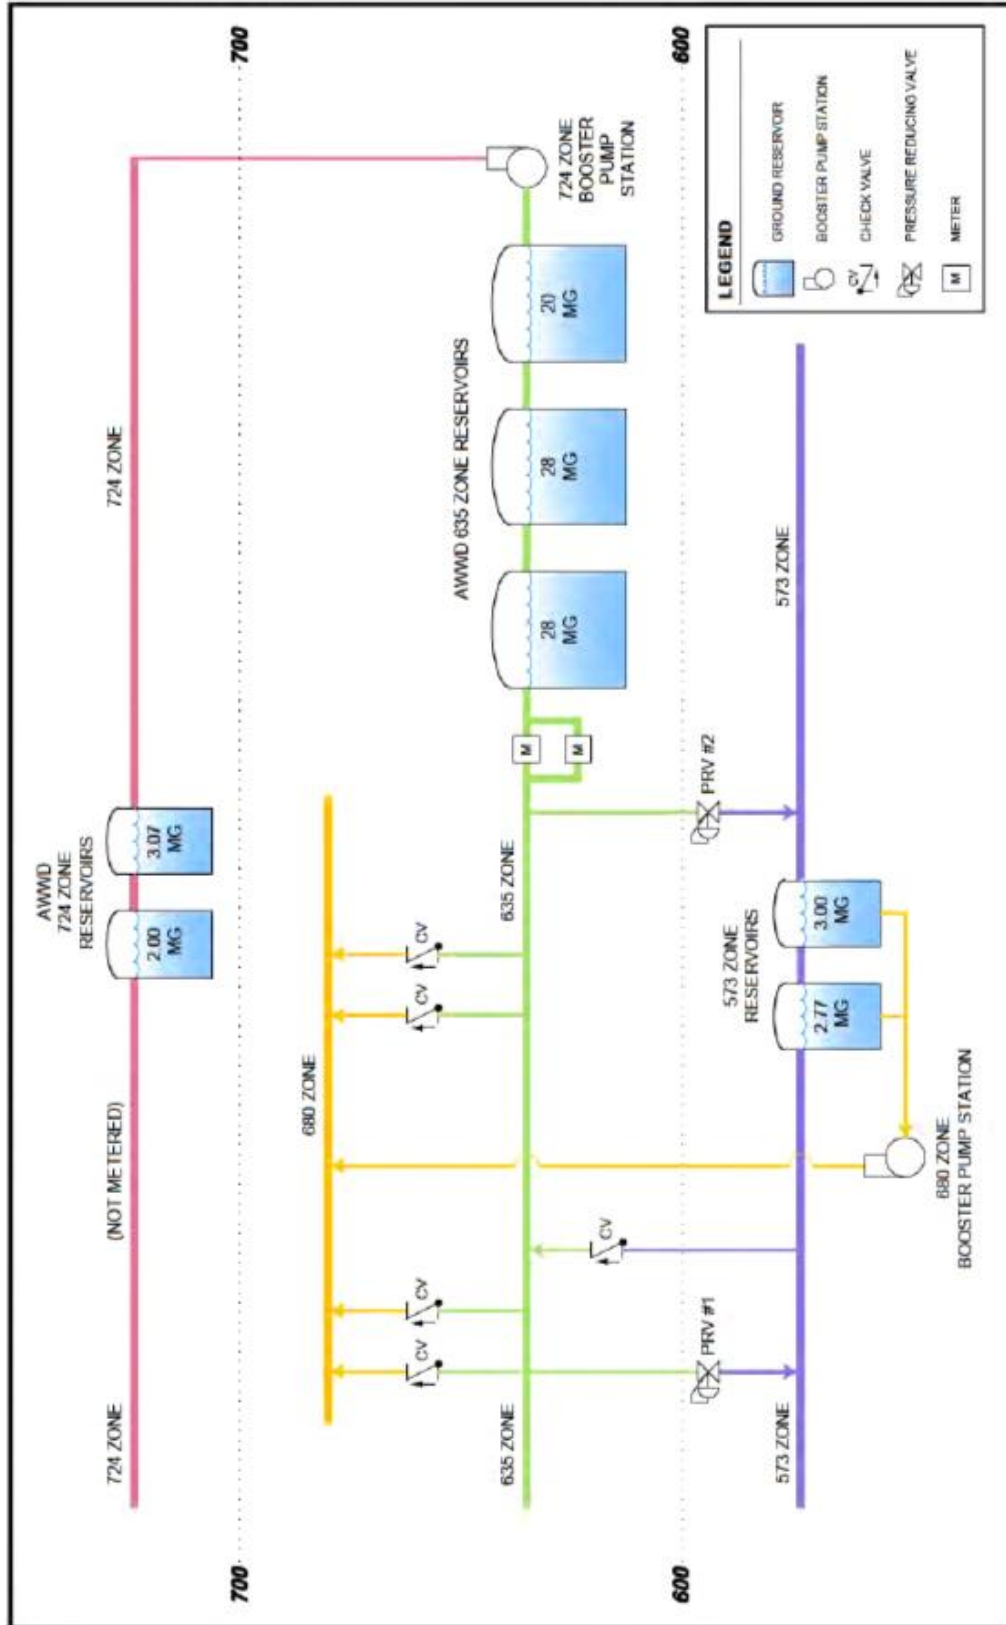 700
700
724 ZONE
(NOT METERED)
AWWD
724 ZONE
RESERVOIRS
2.00
MG
3.07
MG
724 ZONE
680 ZONE
CV
CV
CV
CV
635 ZONE
635 ZONE
M
M
AWWD 635 ZONE RESERVOIRS
28
MG
28
MG
20
MG
724 ZONE
BOOSTER
PUMP
STATION
CV
600
600
PRV #1
PRV #2
573 ZONE
573 ZONE
RESERVOIRS
2.77
MG
3.00
MG
573 ZONE
680 ZONE
BOOSTER PUMP STATION
LEGEND
GROUND RESERVOIR
BOOSTER PUMP STATION
CV
CHECK VALVE
PRESSURE REDUCING VALVE
M
METER